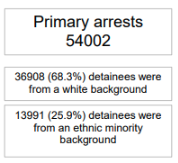 Primary arrests
54002
36908 (68.3%) detainees were
from a white background
13991 (25.9%) detainees were
from an ethnic minority
background